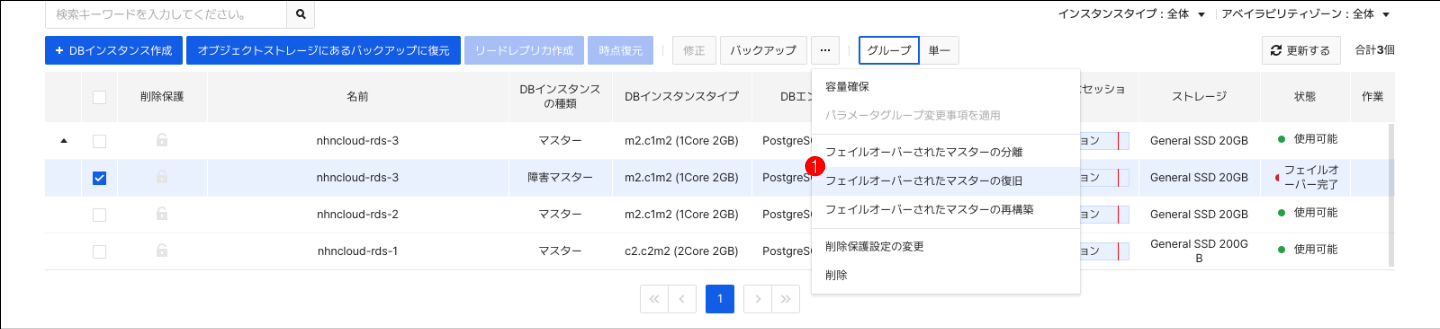 検索キーワードを入力してください。
インスタンスタイプ : 全体 アベイラビリティゾーン : 全体
+ DBインスタンス作成 オブジェクトストレージにあるバックアップに復元 リードレプリカ作成 時点復元 修正 バックアップ ... グループ 単一 更新する 合計3個
削除保護 名前 DBインスタンスの種類 DBインスタンスタイプ DBエン セッショ ストレージ 状態 作業
容量確保
パラメータグループ変更事項を適用
nhncloud-rds-3 マスター m2.c1m2 (1Core 2GB) PostgreS ョン General SSD 20GB 使用可能
フェイルオーバーされたマスターの分離
1
nhncloud-rds-3 障害マスター m2.c1m2 (1Core 2GB) PostgreS ョン General SSD 20GB フェイルオーバー完了
フェイルオーバーされたマスターの復旧
nhncloud-rds-2 マスター m2.c1m2 (1Core 2GB) PostgreS ョン General SSD 20GB 使用可能
フェイルオーバーされたマスターの再構築
nhncloud-rds-1 マスター c2.c2m2 (2Core 2GB) PostgreS ョン General SSD 200GB 使用可能
削除保護設定の変更
削除
1